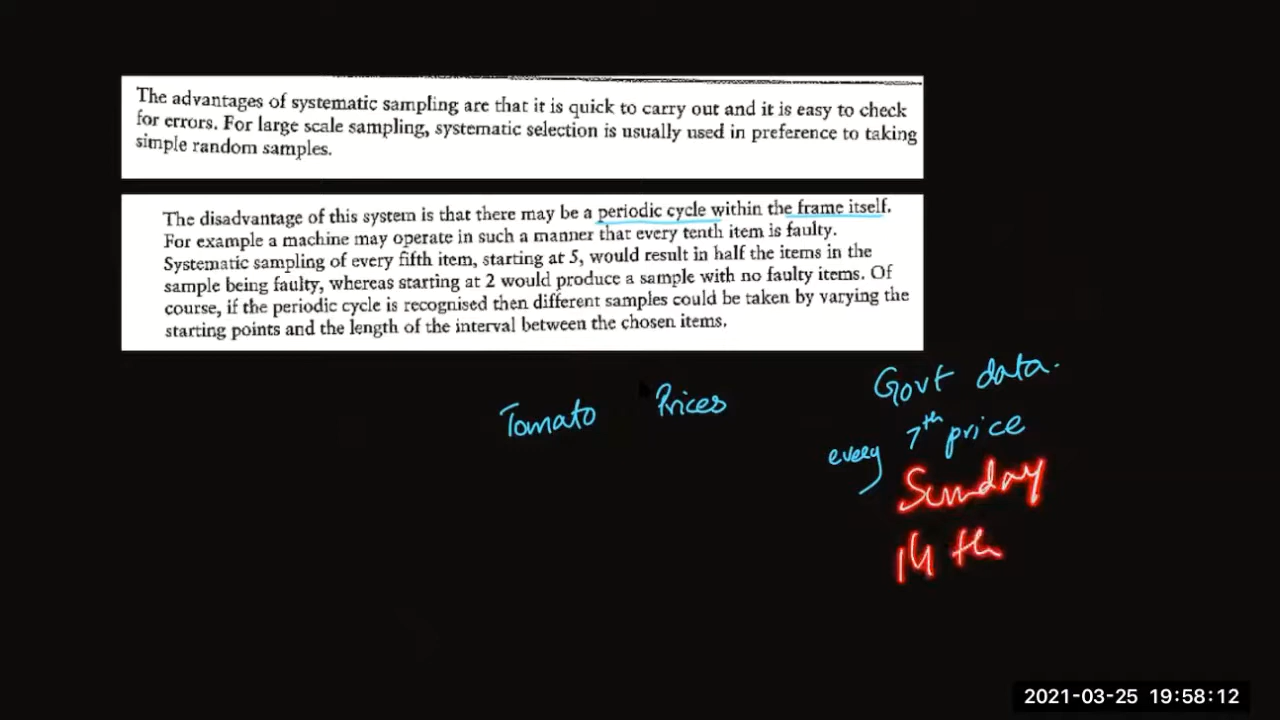 The advantages of systematic sampling are that it is quick to carry out and it is easy to check
for errors. For large scale sampling, systematic selection is usually used in preference to taking
simple random samples.
The disadvantage of this system is that there may be a periodic cycle within the frame itself.
For example a machine may operate in such a manner that every tenth item is faulty.
Systematic sampling of every fifth item, starting at 5, would result in half the items in the
sample being faulty, whereas starting at 2 would produce a sample with no faulty items. Of
course, if the periodic cycle is recognised then different samples could be taken by varying the
starting points and the length of the interval between the chosen items.
Tomato Prices
Govt data.
every 7th price
Sunday
14th
2021-03-25 19:58:12